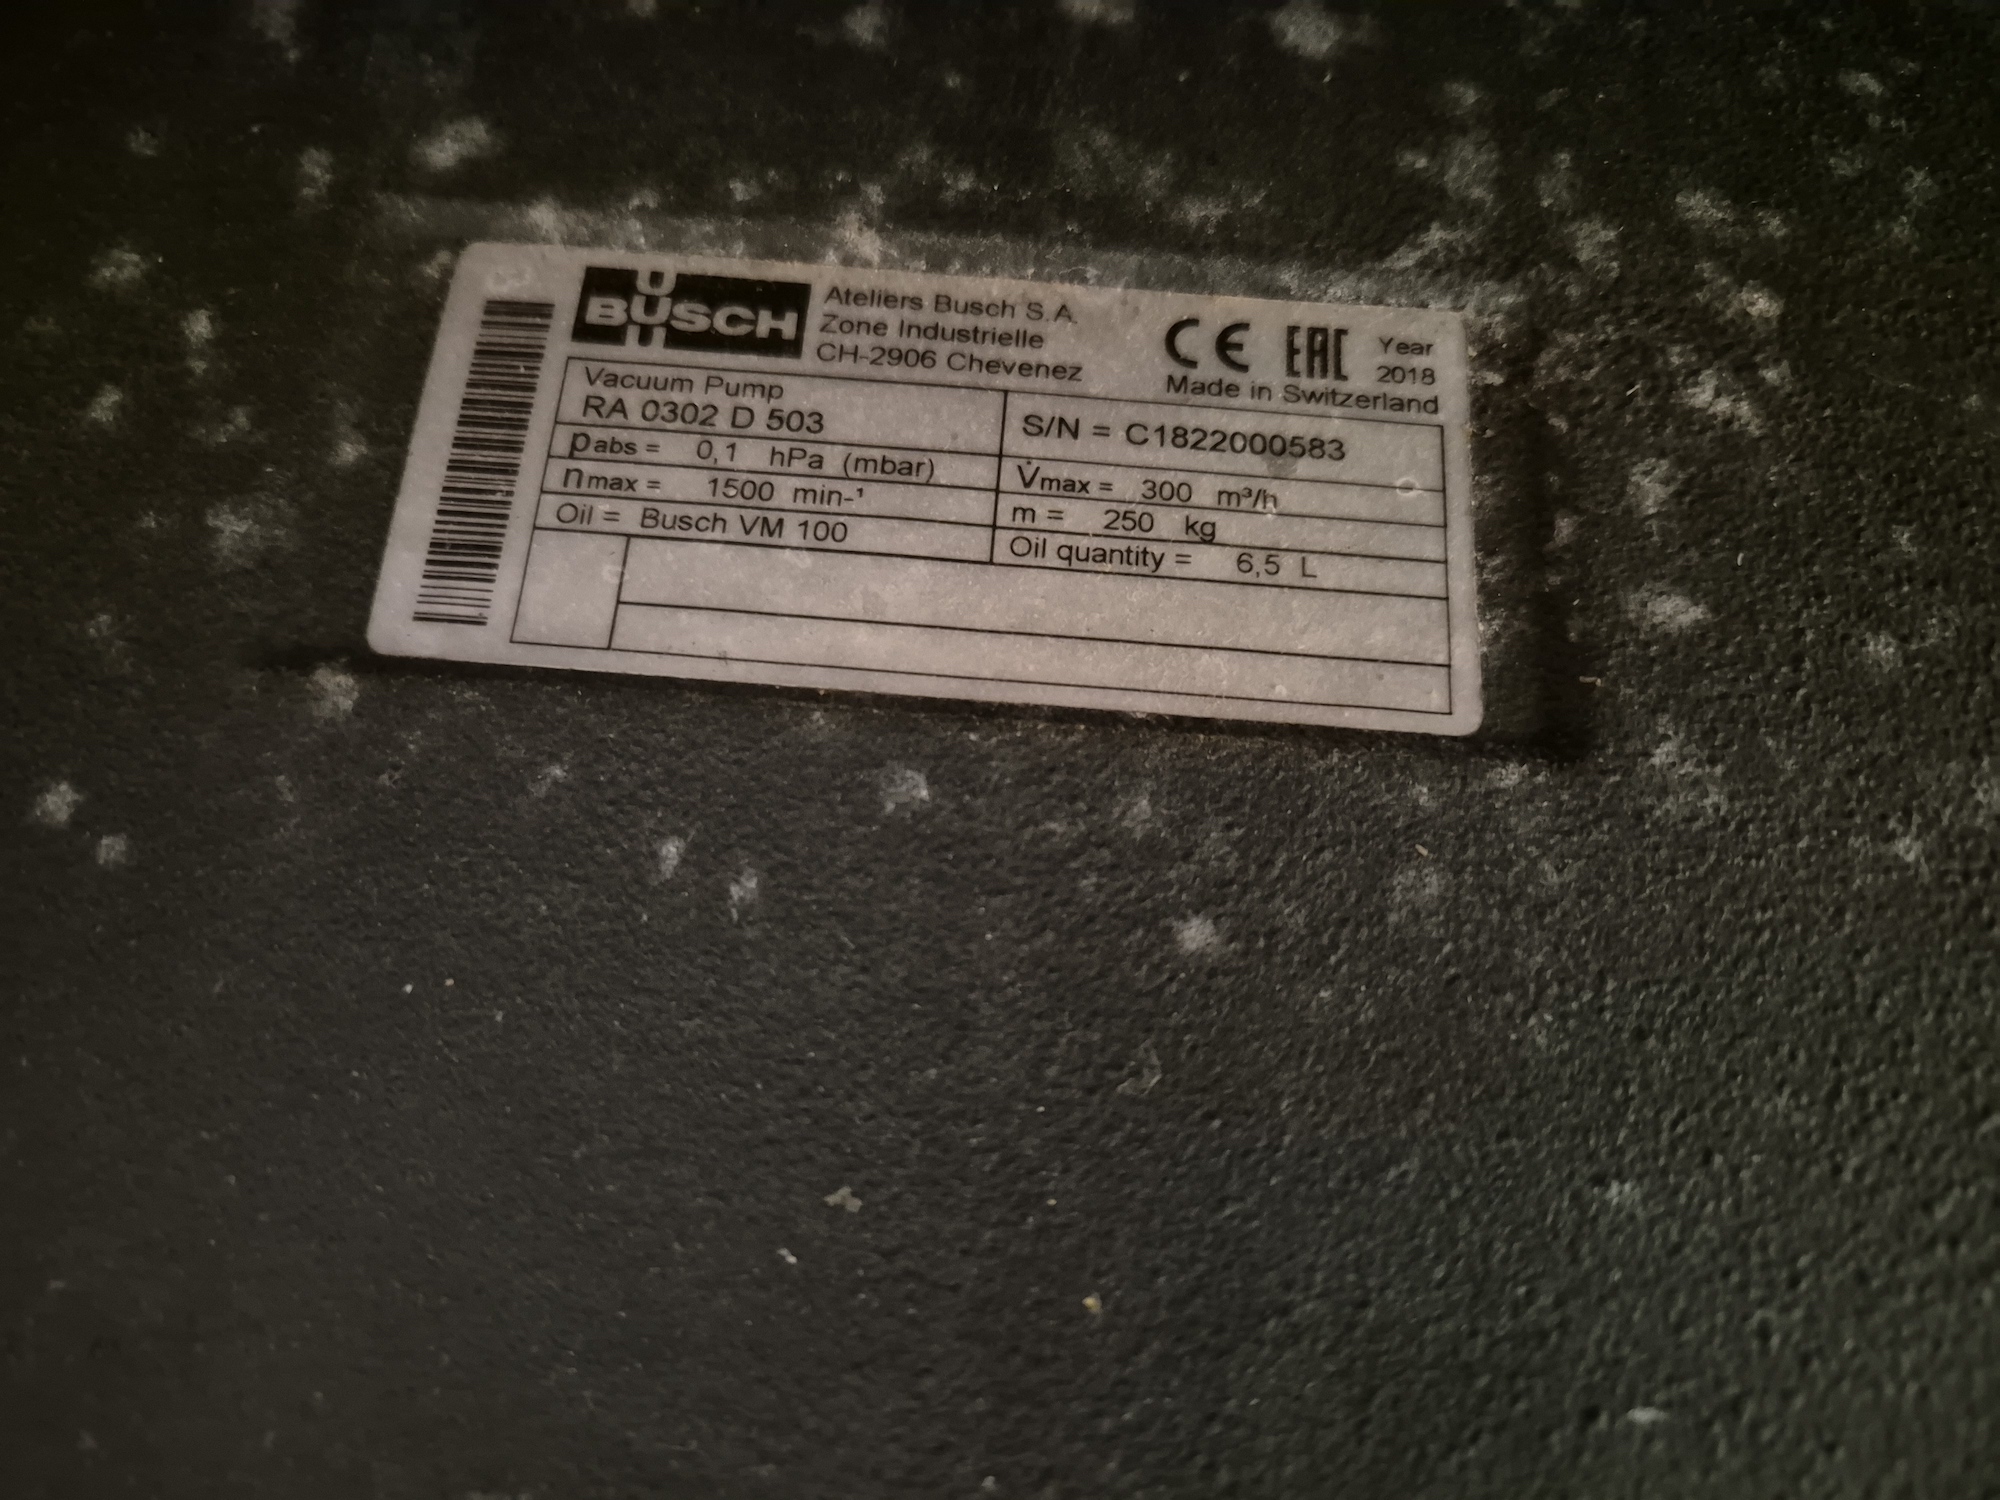 BUSCH
Ateliers Busch S.A.
Zone Industrielle
CH-2906 Chevenez
CE EAC
Year
2018
Made in Switzerland
Vacuum Pump
RA 0302 D 503
S/N = C1822000583
pabs = 0,1 hPa (mbar)
V̇max = 300 m³/h
nmax = 1500 min-¹
m = 250 kg
Oil = Busch VM 100
Oil quantity = 6,5 L